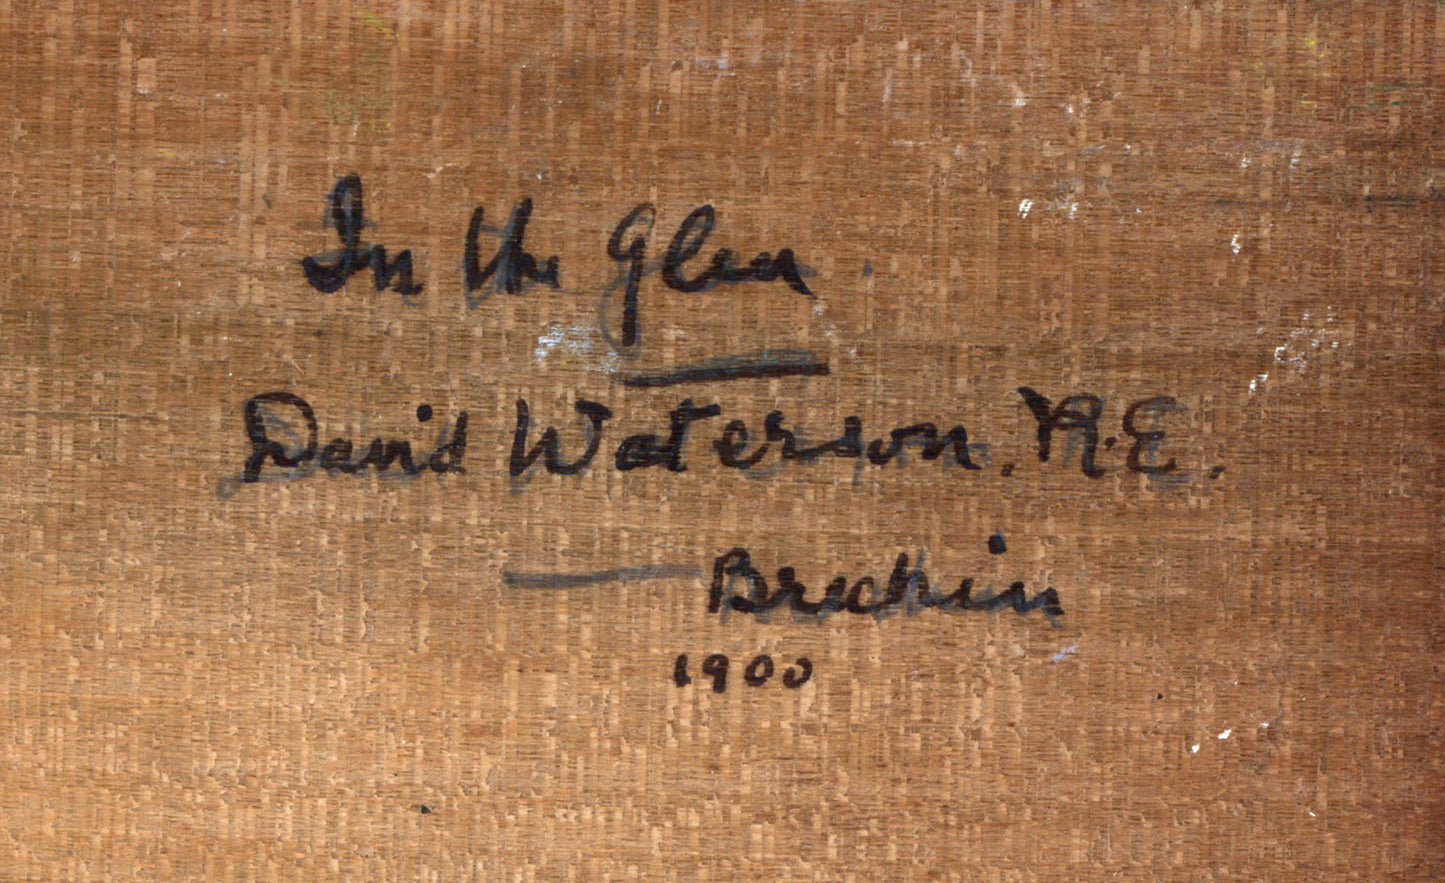 In the Glen
David Waterson. R.E.
Brechin
1900